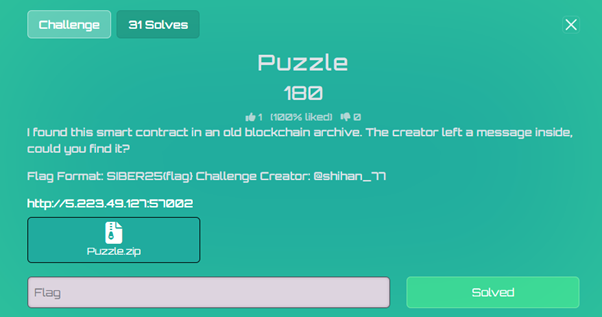 Challenge
31 Solves
Puzzle
180
1 (100% liked) 0
I found this smart contract in an old blockchain archive. The creator left a message inside,
could you find it?
Flag Format: SIBER25{flag} Challenge Creator: @shihan_77
http://5.223.49.127:57002
Puzzle.zip
Flag
Solved